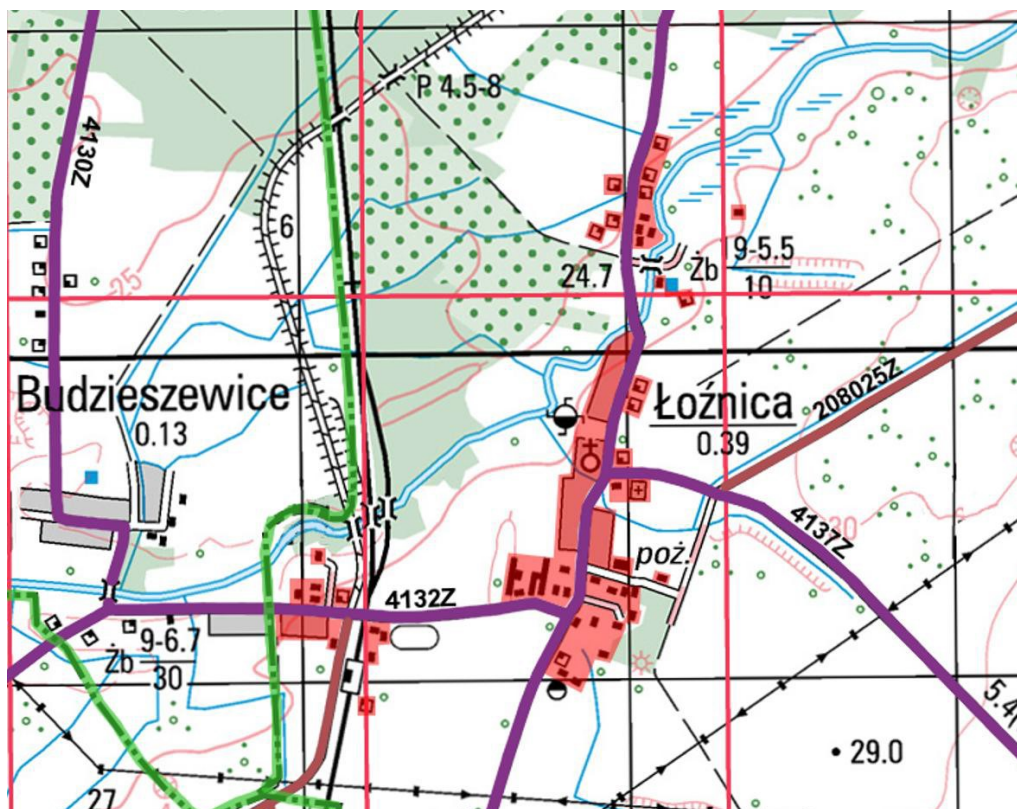 P 4.5-8
4130Z
6
25
24.7
Żb 9-5.5
10
Budzieszewice
0.13
Łoźnica
0.39
208025Z
30
4137Z
poż.
4132Z
Żb 9-6.7
30
5.4(
29.0
27